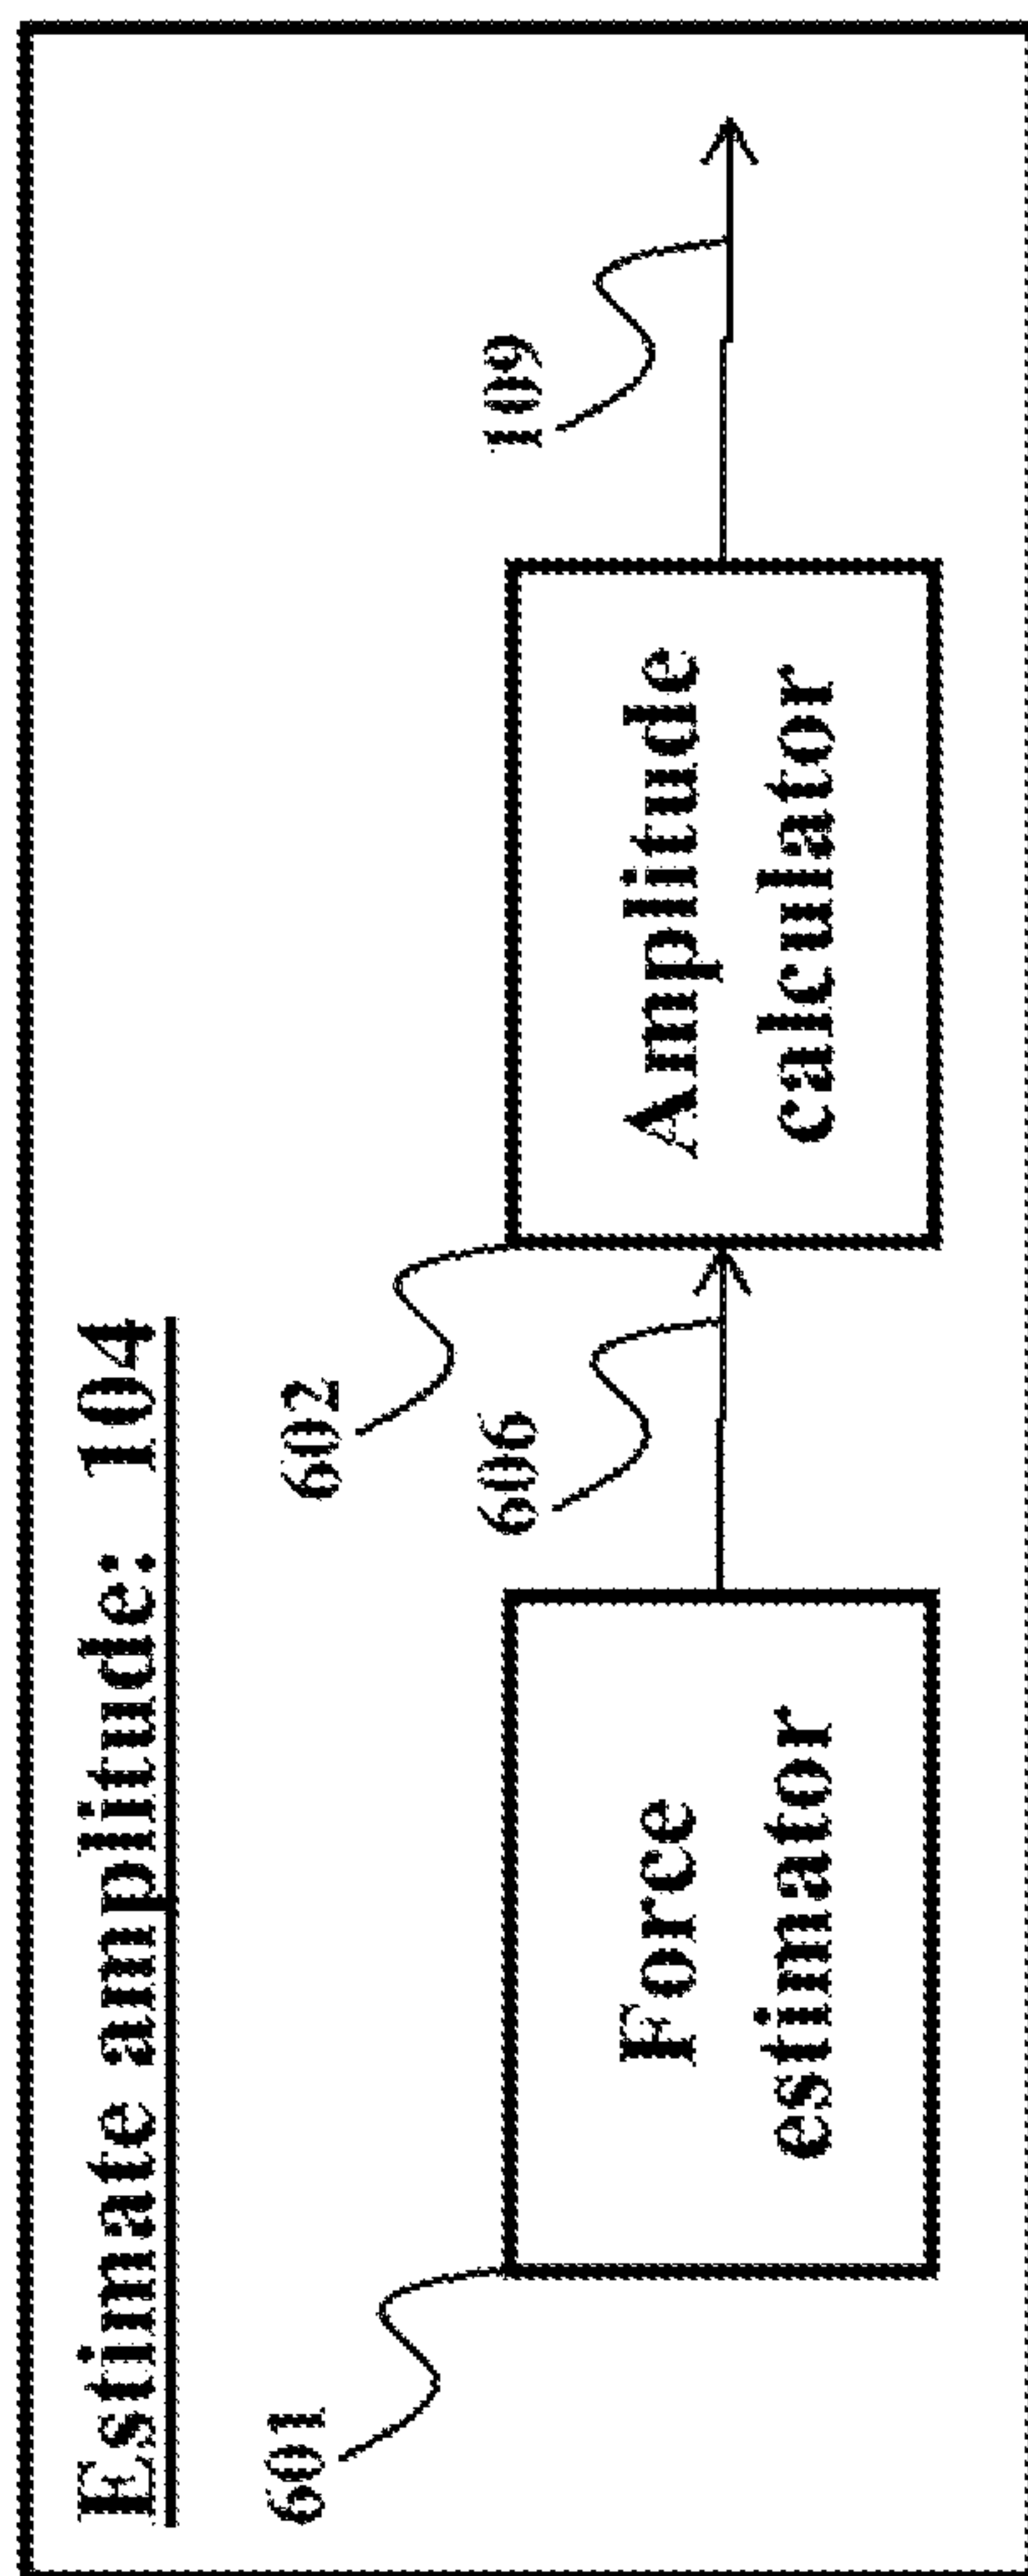 Estimate amplitude: 104
601
Force
estimator
602
606
Amplitude
calculator
109